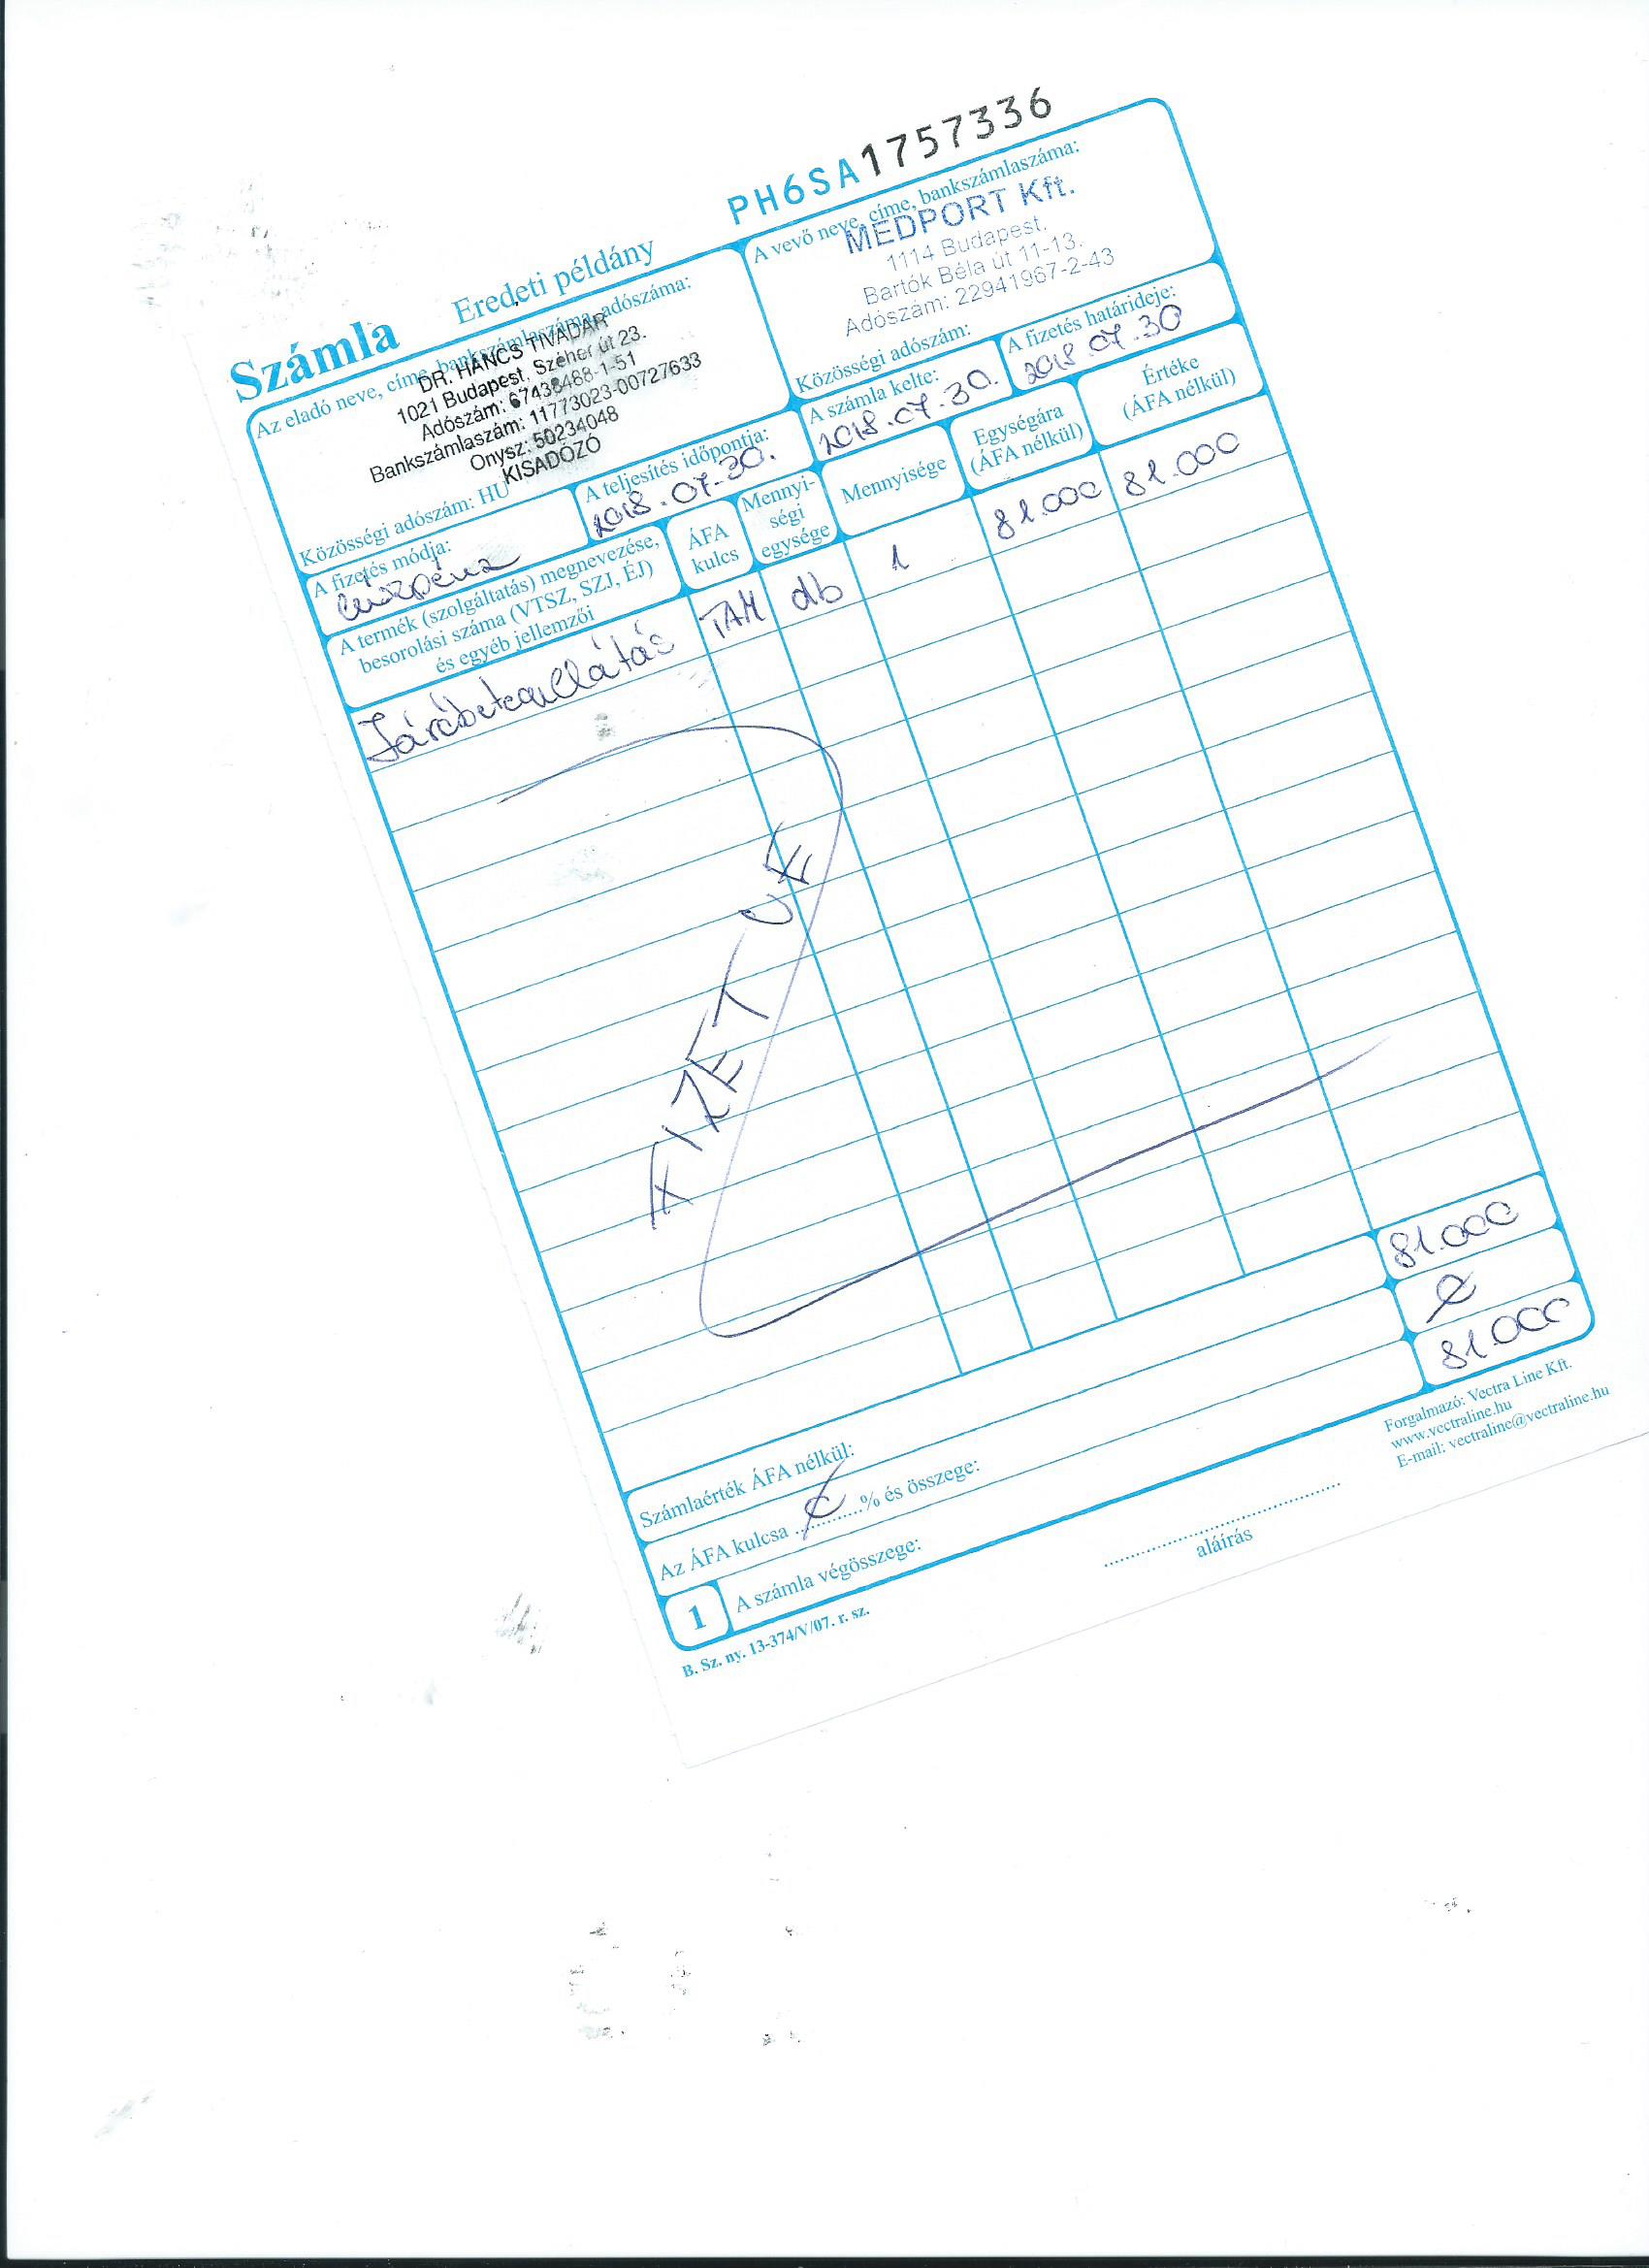 PH6SA1757336
Számla Eredeti példány
Az eladó neve, címe, bankszámlaszáma, adószáma:
DR. HANCS TIVADAR
1021 Budapest, Széher út 23.
Adószám: 67438488-1-51
Bankszámlaszám: 11773023-00727633
Onysz: 50234048
KISADÓZÓ
Közösségi adószám: HU
A vevő neve, címe, bankszámlaszáma:
MEDPORT Kft.
1114 Budapest,
Bartók Béla út 11-13.
Adószám: 22941967-2-43
Közösségi adószám:
A fizetés módja:
készpénz
A teljesítés időpontja:
2018.07.30.
A számla kelte:
2018.07.30.
A fizetés határideje:
2018.07.30
A termék (szolgáltatás) megnevezése,
besorolási száma (VTSZ, SZJ, ÉJ)
és egyéb jellemzői
ÁFA
kulcs
Mennyi-
ségi
egysége
Mennyisége
Egységára
(ÁFA nélkül)
Értéke
(ÁFA nélkül)
Járóbetegellátás TAM db 1 81.000 81.000
FIZETVE
Számlaérték ÁFA nélkül: 81.000
Az ÁFA kulcsa ............% és összege:
1 A számla végösszege: 81.000
B. Sz. ny. 13-374/V/07. r. sz.
aláírás
Forgalmazó: Vectra Line Kft.
www.vectraline.hu
E-mail: vectraline@vectraline.hu